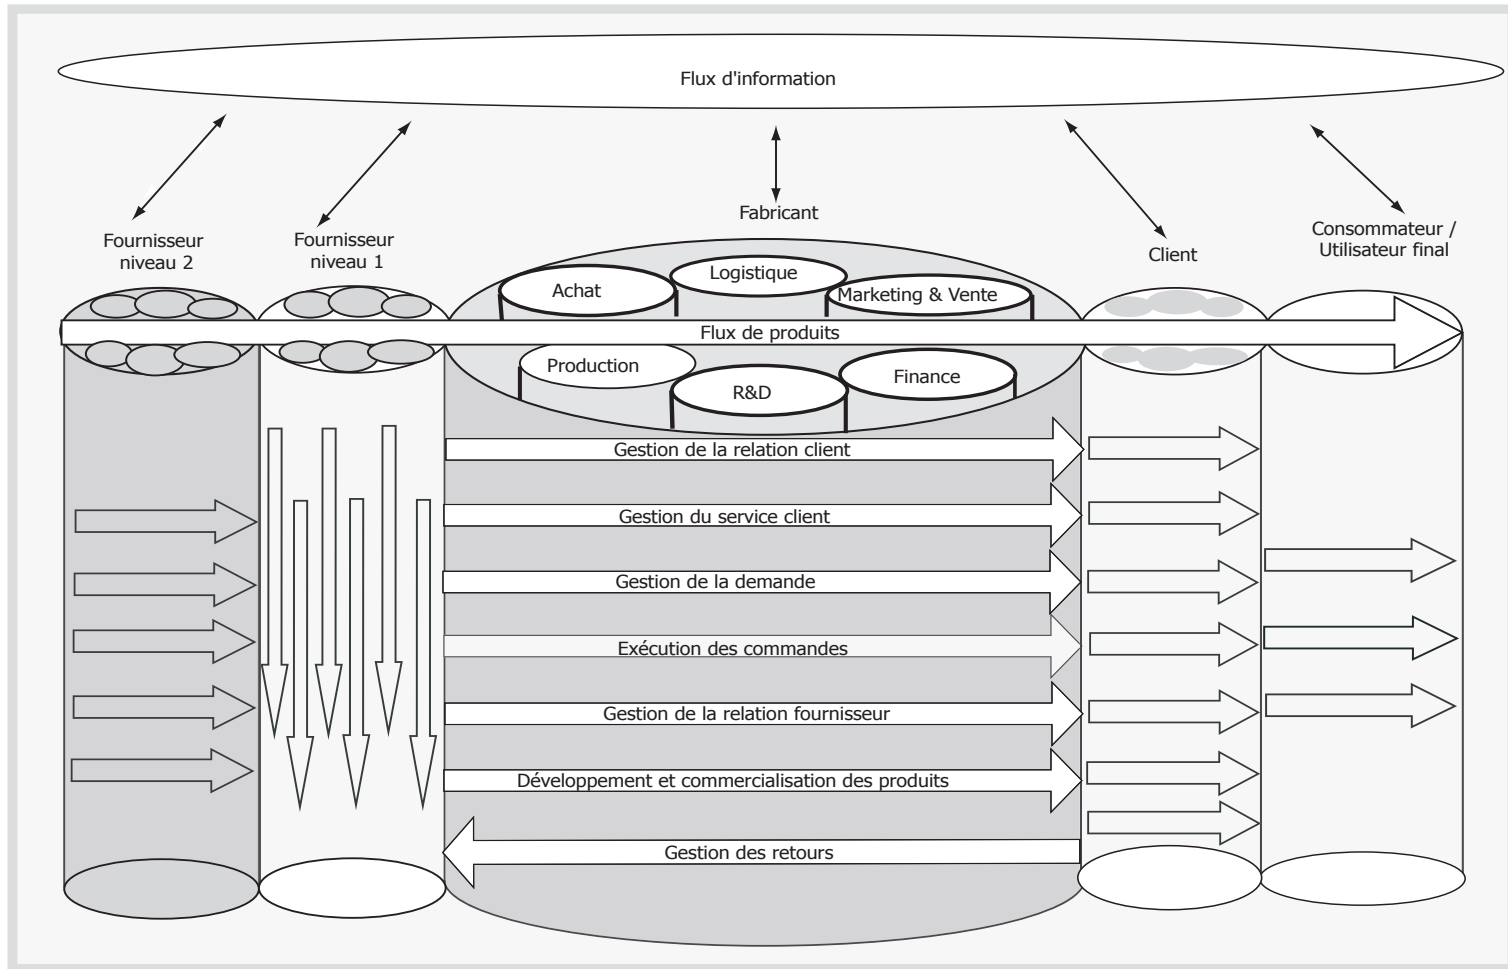 Flux d'information
Fabricant
Fournisseur
niveau 2
Fournisseur
niveau 1
Client
Consommateur /
Utilisateur final
Achat
Logistique
Marketing & Vente
Flux de produits
Production
R&D
Finance
Gestion de la relation client
Gestion du service client
Gestion de la demande
Exécution des commandes
Gestion de la relation fournisseur
Développement et commercialisation des produits
Gestion des retours